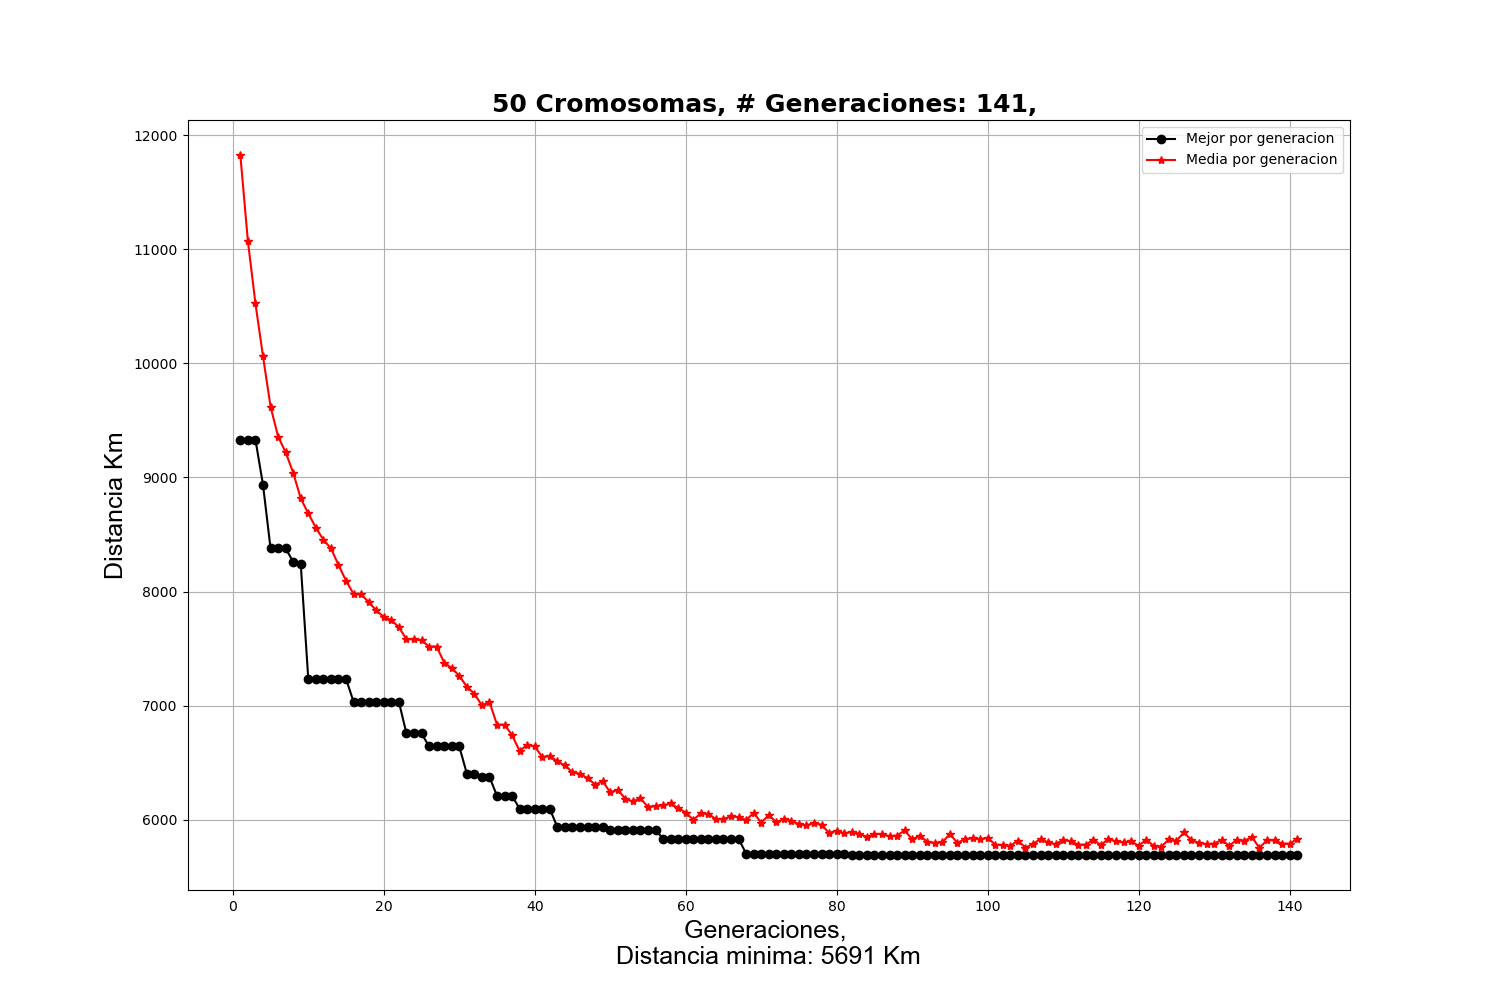 50 Cromosomas, # Generaciones: 141,
Mejor por generacion
Media por generacion
Distancia Km
12000
11000
10000
9000
8000
7000
6000
0 20 40 60 80 100 120 140
Generaciones,
Distancia minima: 5691 Km